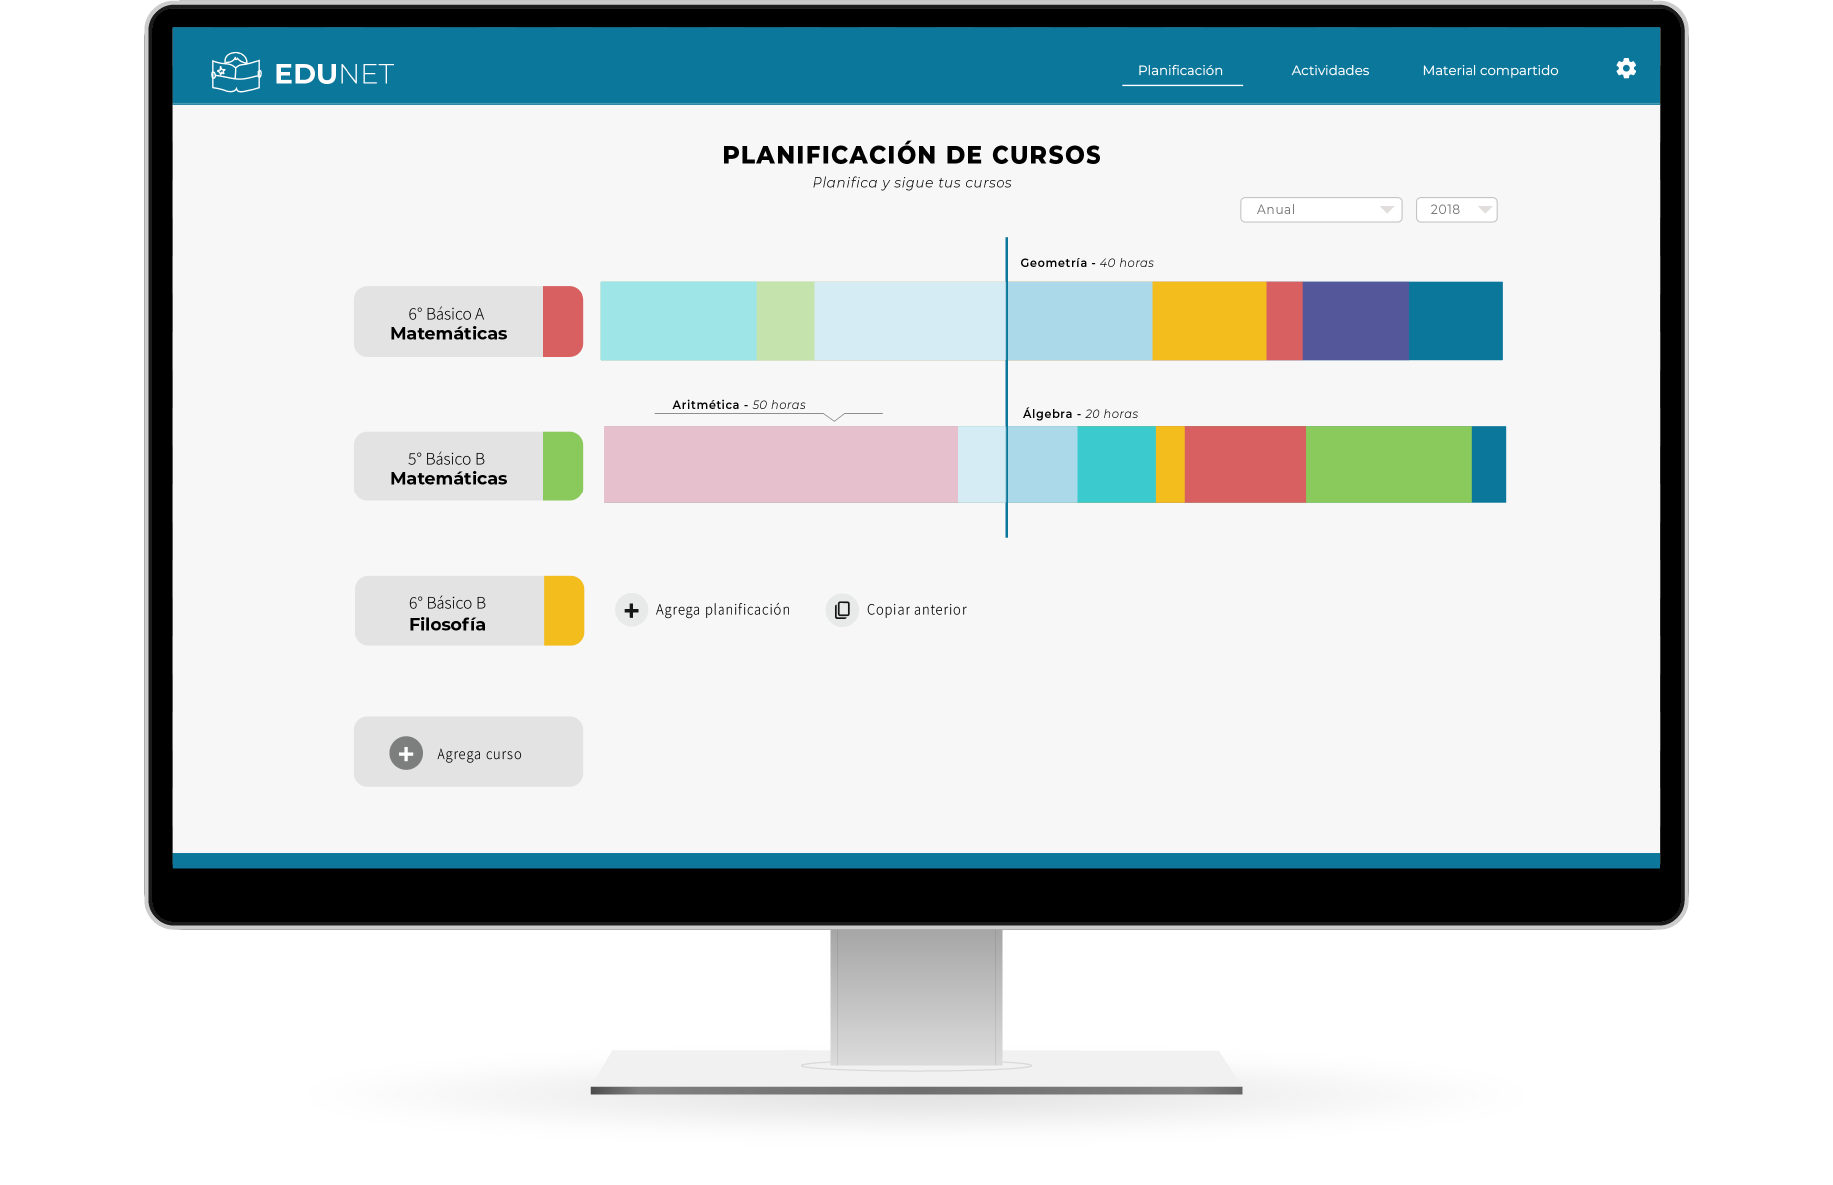 EDUNET
Planificación
Actividades
Material compartido
PLANIFICACIÓN DE CURSOS
Planifica y sigue tus cursos
Anual
2018
Geometría - 40 horas
6° Básico A
Matemáticas
Aritmética - 50 horas
Álgebra - 20 horas
5° Básico B
Matemáticas
6° Básico B
Filosofía
Agrega planificación
Copiar anterior
Agrega curso